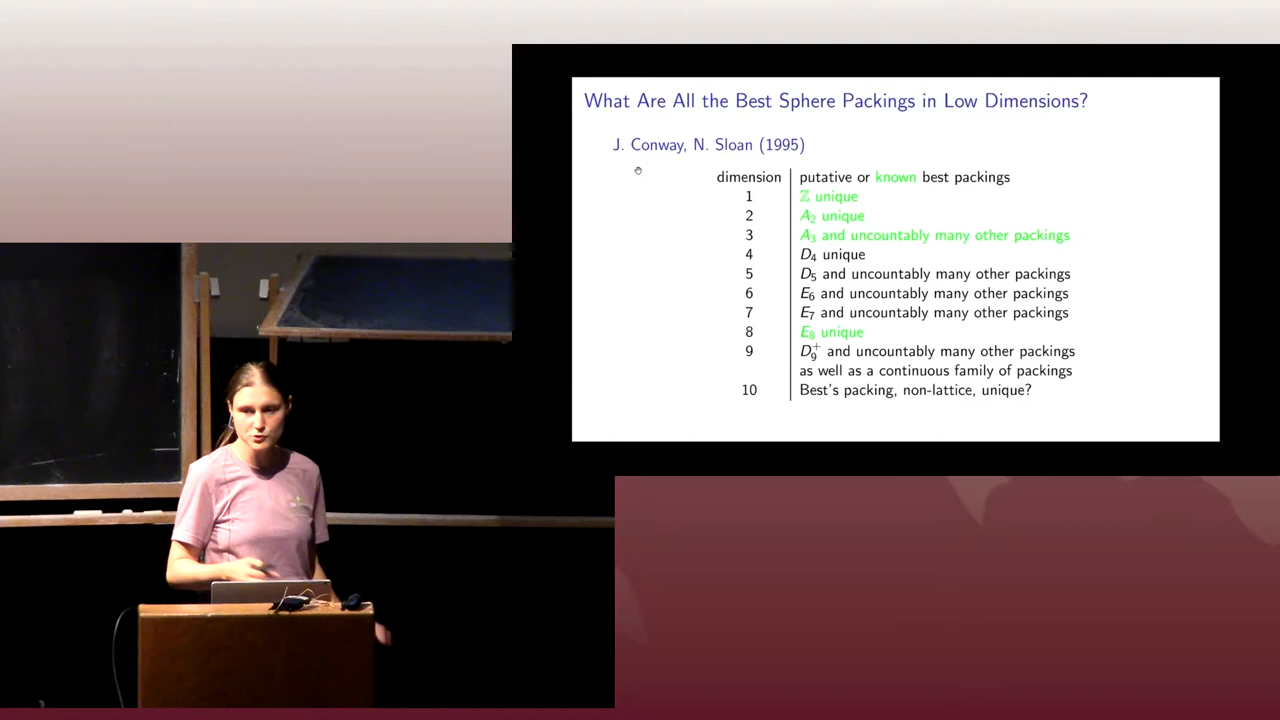 What Are All the Best Sphere Packings in Low Dimensions?
J. Conway, N. Sloan (1995)
dimension putative or known best packings
1 ℤ unique
2 A₂ unique
3 A₃ and uncountably many other packings
4 D₄ unique
5 D₅ and uncountably many other packings
6 E₆ and uncountably many other packings
7 E₇ and uncountably many other packings
8 E₈ unique
9 D₉⁺ and uncountably many other packings
as well as a continuous family of packings
10 Best's packing, non-lattice, unique?